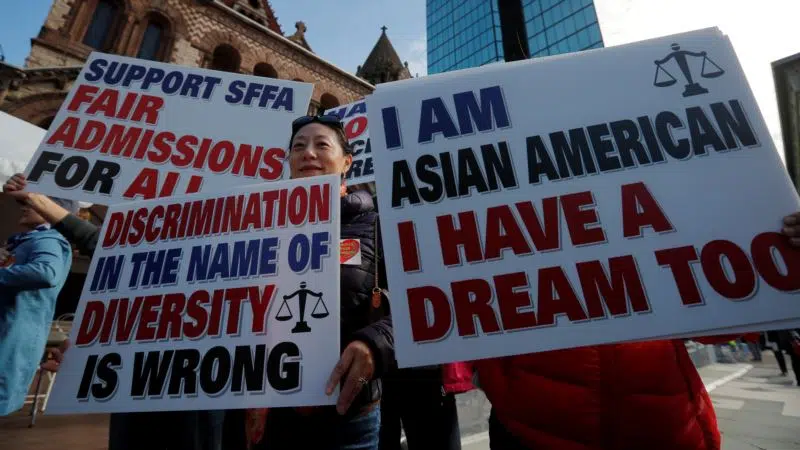 SUPPORT SFFA
FAIR
ADMISSIONS
FOR ALL
DISCRIMINATION
IN THE NAME OF
DIVERSITY
IS WRONG
I AM
ASIAN AMERICAN
I HAVE A
DREAM TOO